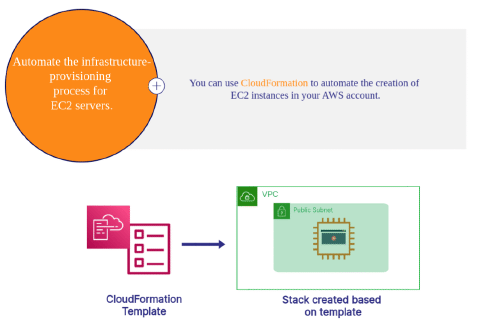 Automate the infrastructure-
provisioning
process for
EC2 servers.
You can use CloudFormation to automate the creation of
EC2 instances in your AWS account.
VPC
Public Subnet
CloudFormation
Template
Stack created based
on template